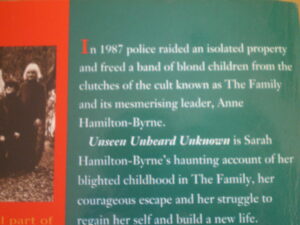 In 1987 police raided an isolated property
and freed a band of blond children from the
clutches of the cult known as The Family
and its mesmerising leader, Anne
Hamilton-Byrne.
Unseen Unheard Unknown is Sarah
Hamilton-Byrne's haunting account of her
blighted childhood in The Family, her
courageous escape and her struggle to
regain her self and build a new life.
part of